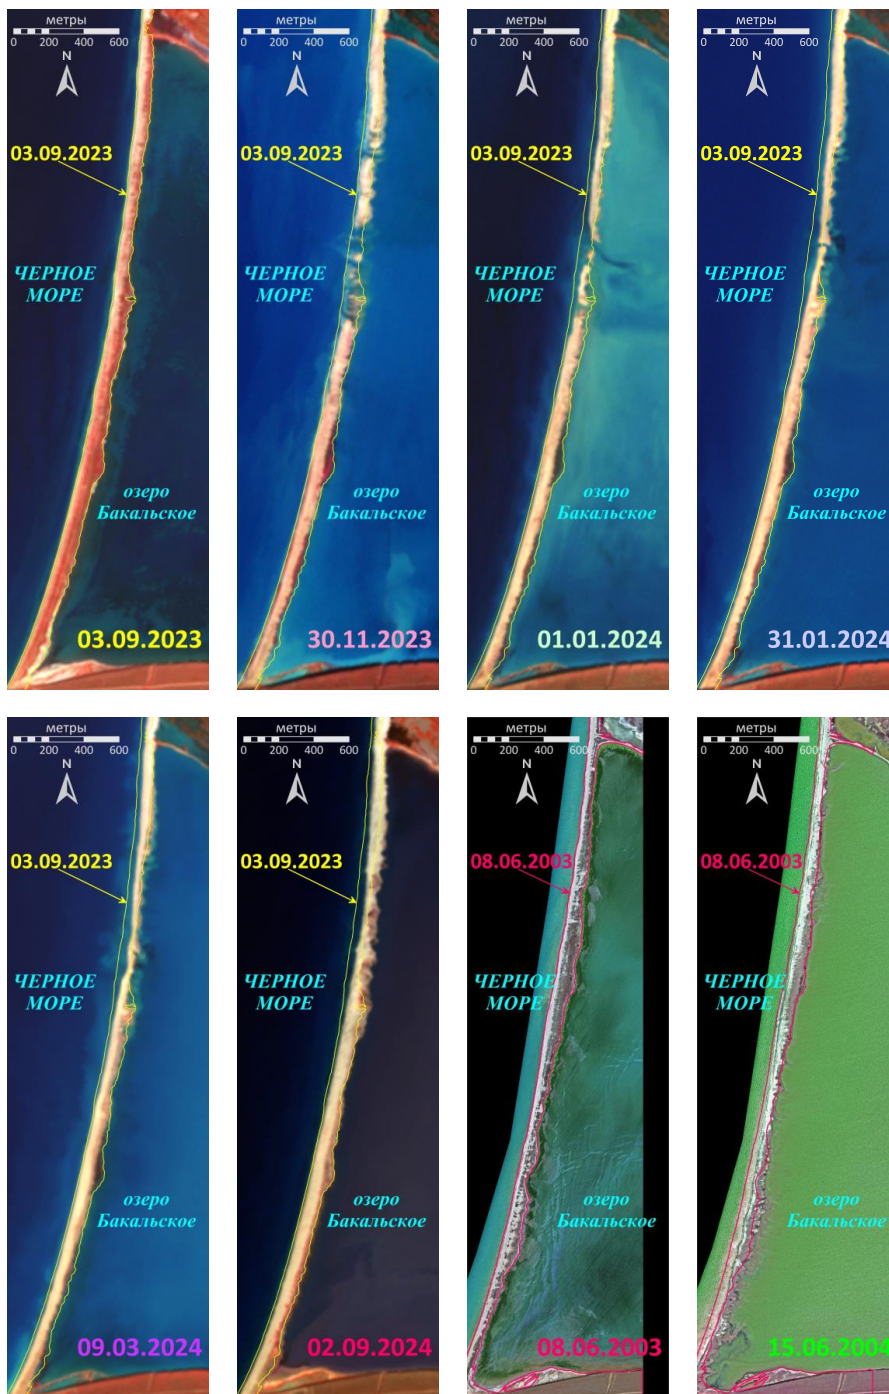 метры
0 200 400 600
N
03.09.2023
ЧЕРНОЕ
МОРЕ
озеро
Бакальское
03.09.2023
метры
0 200 400 600
N
03.09.2023
ЧЕРНОЕ
МОРЕ
озеро
Бакальское
30.11.2023
метры
0 200 400 600
N
03.09.2023
ЧЕРНОЕ
МОРЕ
озеро
Бакальское
01.01.2024
метры
0 200 400 600
N
03.09.2023
ЧЕРНОЕ
МОРЕ
озеро
Бакальское
31.01.2024
метры
0 200 400 600
N
03.09.2023
ЧЕРНОЕ
МОРЕ
озеро
Бакальское
09.03.2024
метры
0 200 400 600
N
03.09.2023
ЧЕРНОЕ
МОРЕ
озеро
Бакальское
02.09.2024
метры
0 200 400 600
N
08.06.2003
ЧЕРНОЕ
МОРЕ
озеро
Бакальское
08.06.2003
метры
0 200 400 600
N
08.06.2003
ЧЕРНОЕ
МОРЕ
озеро
Бакальское
15.06.2004